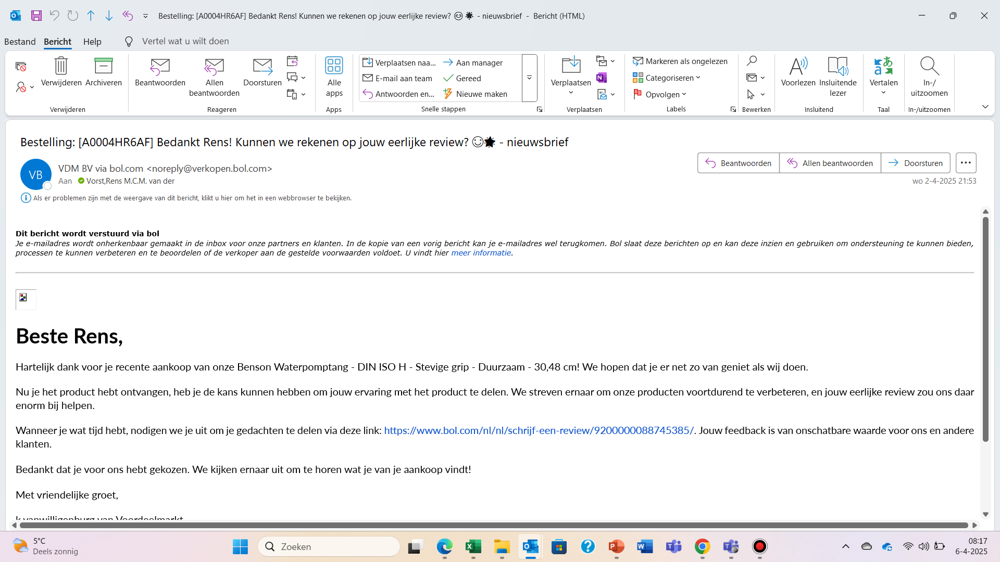 Bestelling: [A0004HR6AF] Bedankt Rens! Kunnen we rekenen op jouw eerlijke review? 😊🌟 - nieuwsbrief - Bericht (HTML)
Bestand Bericht Help Vertel wat u wilt doen
Verwijderen Archiveren
Verwijderen
Beantwoorden Allen beantwoorden Doorsturen
Reageren
Alle apps
Apps
Verplaatsen naa... Aan manager
E-mail aan team Gereed
Antwoorden en... Nieuwe maken
Snelle stappen
Verplaatsen
Verplaatsen
Markeren als ongelezen
Categoriseren
Opvolgen
Labels
Bewerken
Voorlezen Insluitende lezer
Insluitend
Vertalen
Taal
In-/ uitzoomen
In-/uitzoomen
Bestelling: [A0004HR6AF] Bedankt Rens! Kunnen we rekenen op jouw eerlijke review? 😊🌟 - nieuwsbrief
VB
VDM BV via bol.com <noreply@verkopen.bol.com>
Aan Vorst,Rens M.C.M. van der
Beantwoorden Allen beantwoorden Doorsturen
wo 2-4-2025 21:53
Als er problemen zijn met de weergave van dit bericht, klikt u hier om het in een webbrowser te bekijken.
Dit bericht wordt verstuurd via bol
Je e-mailadres wordt onherkenbaar gemaakt in de inbox voor onze partners en klanten. In de kopie van een vorig bericht kan je e-mailadres wel terugkomen. Bol slaat deze berichten op en kan deze inzien en gebruiken om ondersteuning te kunnen bieden,
processen te kunnen verbeteren en te beoordelen of de verkoper aan de gestelde voorwaarden voldoet. U vindt hier meer informatie.
Beste Rens,
Hartelijk dank voor je recente aankoop van onze Benson Waterpomptang - DIN ISO H - Stevige grip - Duurzaam - 30,48 cm! We hopen dat je er net zo van geniet als wij doen.
Nu je het product hebt ontvangen, heb je de kans kunnen hebben om jouw ervaring met het product te delen. We streven ernaar om onze producten voortdurend te verbeteren, en jouw eerlijke review zou ons daar
enorm bij helpen.
Wanneer je wat tijd hebt, nodigen we je uit om je gedachten te delen via deze link: https://www.bol.com/nl/nl/schrijf-een-review/9200000088745385/. Jouw feedback is van onschatbare waarde voor ons en andere
klanten.
Bedankt dat je voor ons hebt gekozen. We kijken ernaar uit om te horen wat je van je aankoop vindt!
Met vriendelijke groet,
k vanwilligenburg van Voordeelmarkt
5°C
Deels zonnig
Zoeken
08:17
6-4-2025